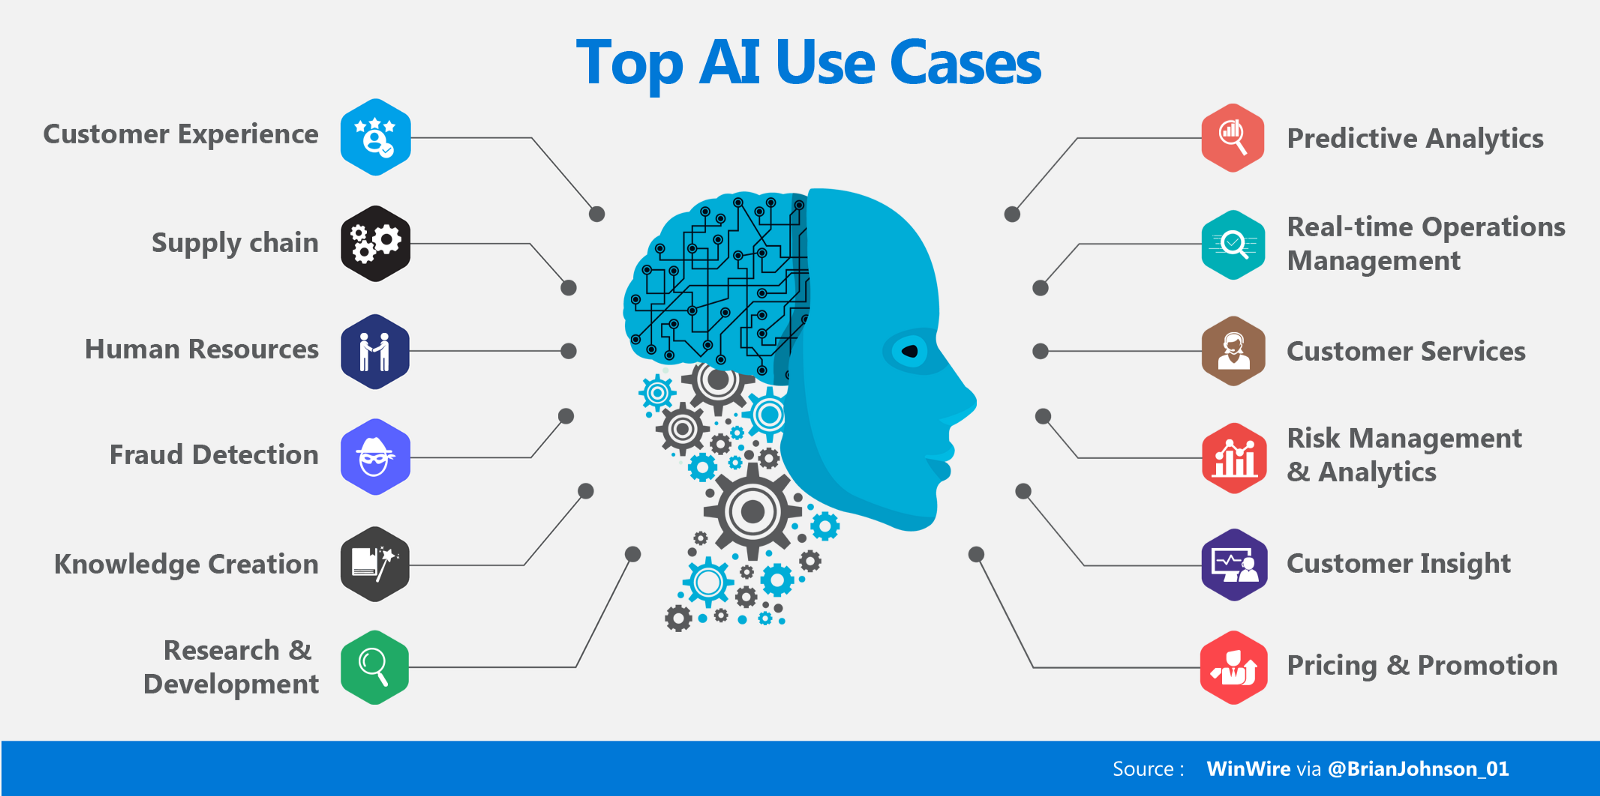 Top AI Use Cases
Customer Experience
Supply chain
Human Resources
Fraud Detection
Knowledge Creation
Research &
Development
Predictive Analytics
Real-time Operations
Management
Customer Services
Risk Management
& Analytics
Customer Insight
Pricing & Promotion
Source : WinWire via @BrianJohnson_01